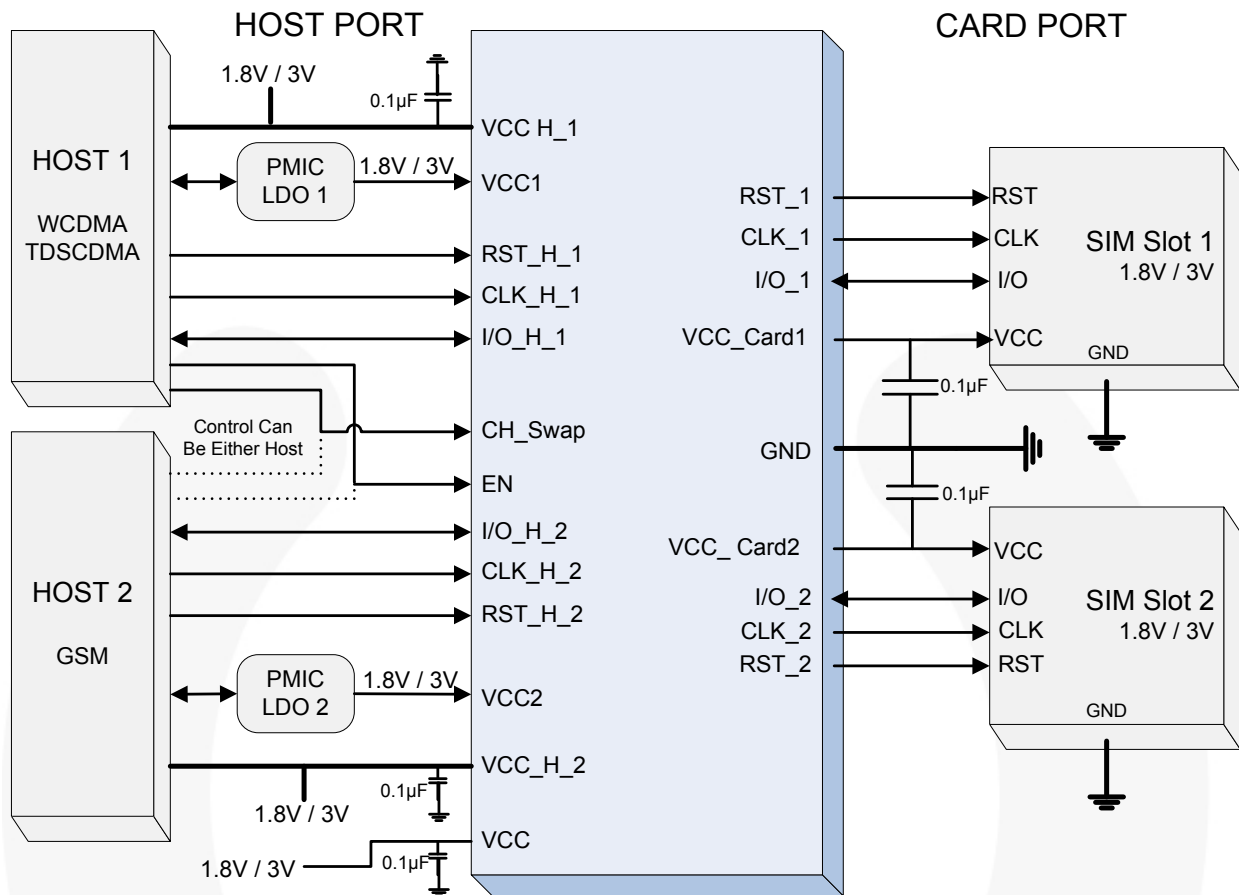 HOST PORT
CARD PORT
1.8V / 3V
0.1µF
VCC H_1
HOST 1
WCDMA
TDSCDMA
PMIC
LDO 1
1.8V / 3V
VCC1
RST_H_1
CLK_H_1
I/O_H_1
Control Can
Be Either Host
CH_Swap
EN
HOST 2
GSM
I/O_H_2
CLK_H_2
RST_H_2
PMIC
LDO 2
1.8V / 3V
VCC2
VCC_H_2
0.1µF
1.8V / 3V
VCC
1.8V / 3V
0.1µF
RST_1
CLK_1
I/O_1
VCC_Card1
GND
VCC_ Card2
I/O_2
CLK_2
RST_2
0.1µF
0.1µF
RST
CLK
I/O
VCC
SIM Slot 1
1.8V / 3V
GND
VCC
I/O
CLK
RST
SIM Slot 2
1.8V / 3V
GND